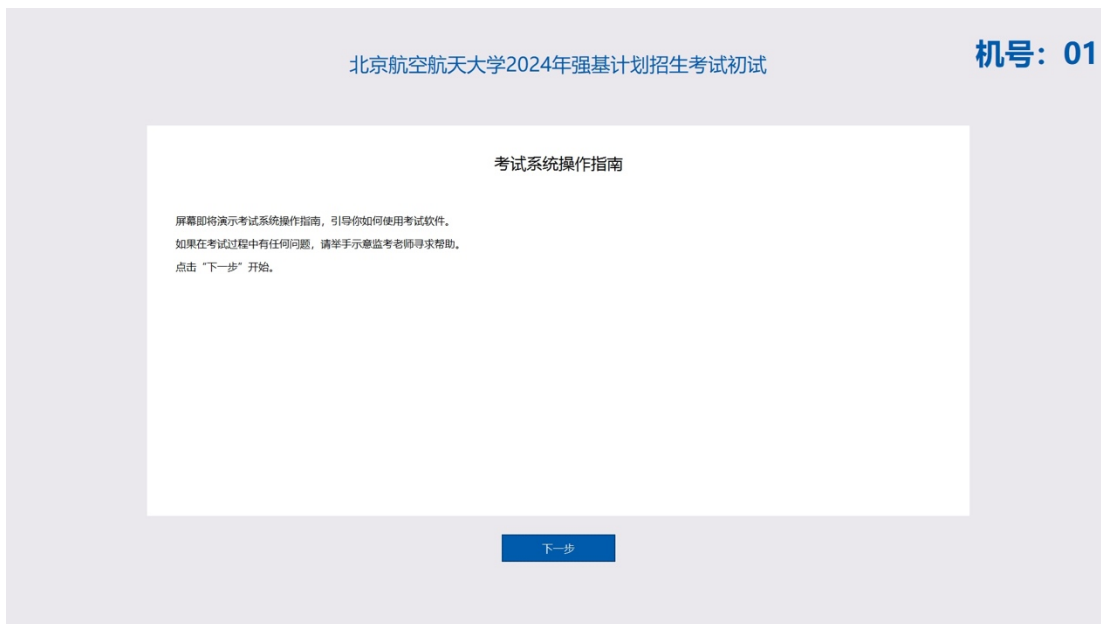 北京航空航天大学2024年强基计划招生考试初试
机号：01
考试系统操作指南
屏幕即将演示考试系统操作指南，引导你如何使用考试软件。
如果在考试过程中有任何问题，请举手示意监考老师寻求帮助。
点击“下一步”开始。
下一步